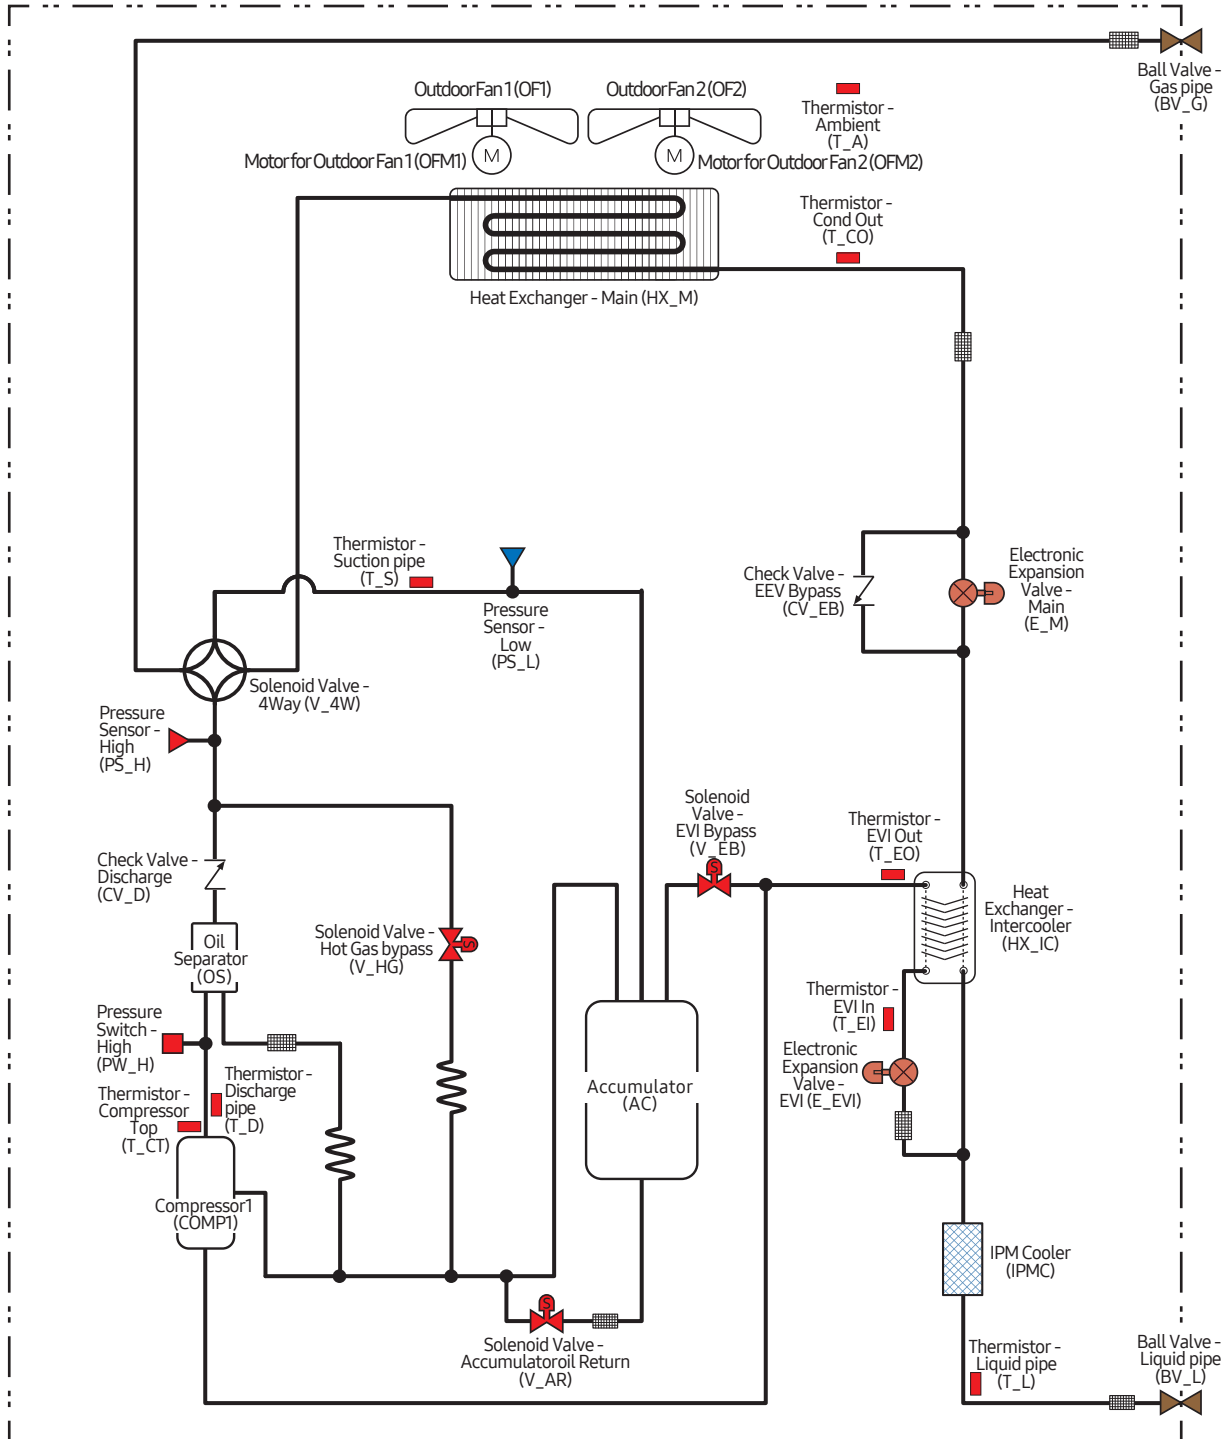 Ball Valve -
Gas pipe
(BV_G)
Outdoor Fan 1 (OF1)
Outdoor Fan 2 (OF2)
Thermistor -
Ambient
(T_A)
M
M
Motor for Outdoor Fan 1 (OFM1)
Motor for Outdoor Fan 2 (OFM2)
Thermistor -
Cond Out
(T_CO)
Heat Exchanger - Main (HX_M)
Thermistor -
Suction pipe
(T_S)
Pressure
Sensor -
Low
(PS_L)
Check Valve -
EEV Bypass
(CV_EB)
Electronic
Expansion
Valve -
Main
(E_M)
Solenoid Valve -
4Way (V_4W)
Pressure
Sensor -
High
(PS_H)
Solenoid
Valve -
EVI Bypass
(V_EB)
S
Thermistor -
EVI Out
(T_EO)
Check Valve -
Discharge
(CV_D)
Heat
Exchanger -
Intercooler
(HX_IC)
Oil
Separator
(OS)
Solenoid Valve -
Hot Gas bypass
(V_HG)
S
Pressure
Switch -
High
(PW_H)
Thermistor -
EVI In
(T_EI)
Electronic
Expansion
Valve -
EVI (E_EVI)
Thermistor -
Discharge
pipe
(T_D)
Thermistor -
Compressor
Top
(T_CT)
Accumulator
(AC)
Compressor1
(COMP1)
IPM Cooler
(IPMC)
S
Solenoid Valve -
Accumulatoroil Return
(V_AR)
Thermistor -
Liquid pipe
(T_L)
Ball Valve -
Liquid pipe
(BV_L)